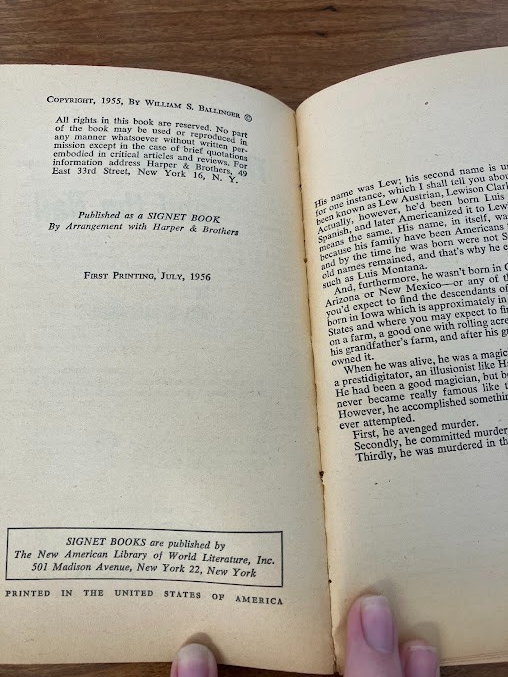 COPYRIGHT, 1955, BY WILLIAM S. BALLINGER ©
All rights in this book are reserved. No part
of the book may be used or reproduced in
any manner whatsoever without written per-
mission except in the case of brief quotations
embodied in critical articles and reviews. For
information address Harper & Brothers, 49
East 33rd Street, New York 16, N. Y.
Published as a SIGNET BOOK
By Arrangement with Harper & Brothers
FIRST PRINTING, JULY, 1956
SIGNET BOOKS are published by
The New American Library of World Literature, Inc.
501 Madison Avenue, New York 22, New York
PRINTED IN THE UNITED STATES OF AMERICA
His name was Lew; his second name is
for one instance, which I shall tell you
been known as Lew Austrian, Lewison
Actually, however, he'd been born Luis
Spanish, and later Americanized it to
means the same. His name, in itself,
because his family have been Americans
and by the time he was born were not
old names remained, and that's why he
such as Luis Montana.
And, furthermore, he wasn't born in
Arizona or New Mexico—or any of
you'd expect to find the descendants of
born in Iowa which is approximately in
States and where you may expect to
on a farm, a good one with rolling
his grandfather's farm, and after his
owned it.
When he was alive, he was a
a prestidigitator, an illusionist like
He had been a good magician, but
never became really famous like
However, he accomplished
ever attempted.
First, he avenged murder.
Secondly, he committed murder
Thirdly, he was murdered in